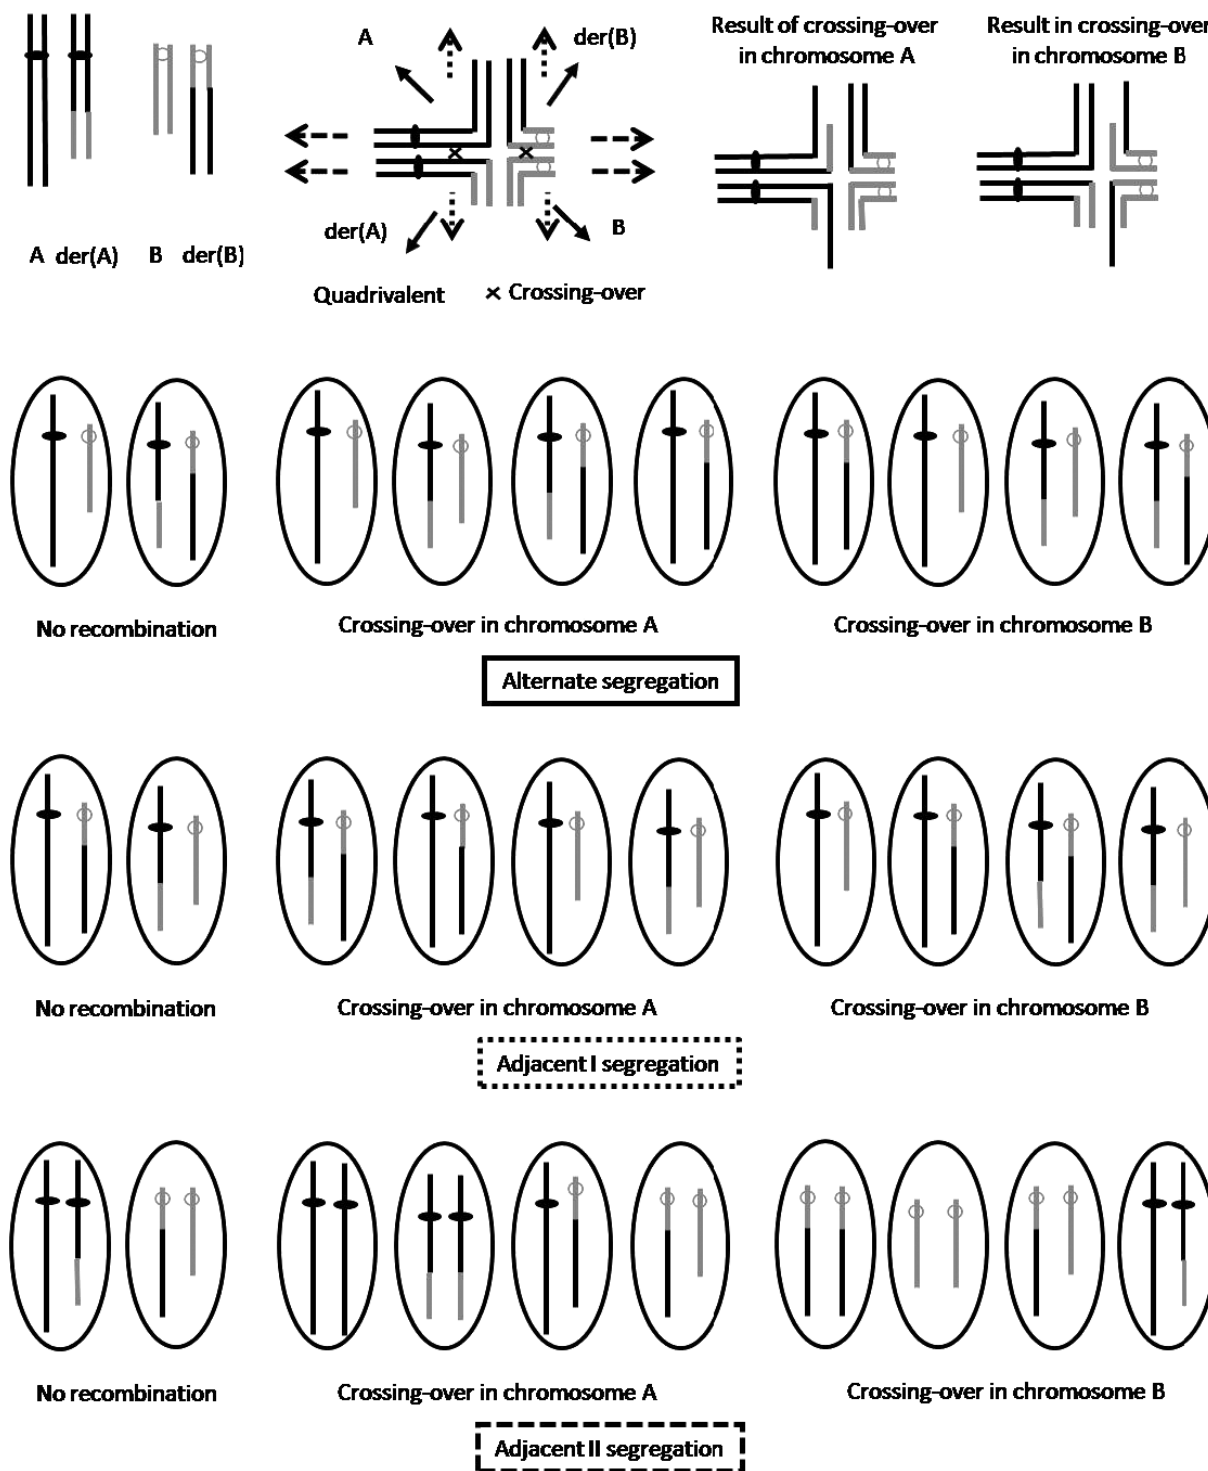 A
der(B)
Result of crossing-over
in chromosome A
Result in crossing-over
in chromosome B
der(A)
B
A der(A) B der(B)
Quadrivalent × Crossing-over
No recombination
Crossing-over in chromosome A
Crossing-over in chromosome B
Alternate segregation
No recombination
Crossing-over in chromosome A
Crossing-over in chromosome B
Adjacent I segregation
No recombination
Crossing-over in chromosome A
Crossing-over in chromosome B
Adjacent II segregation